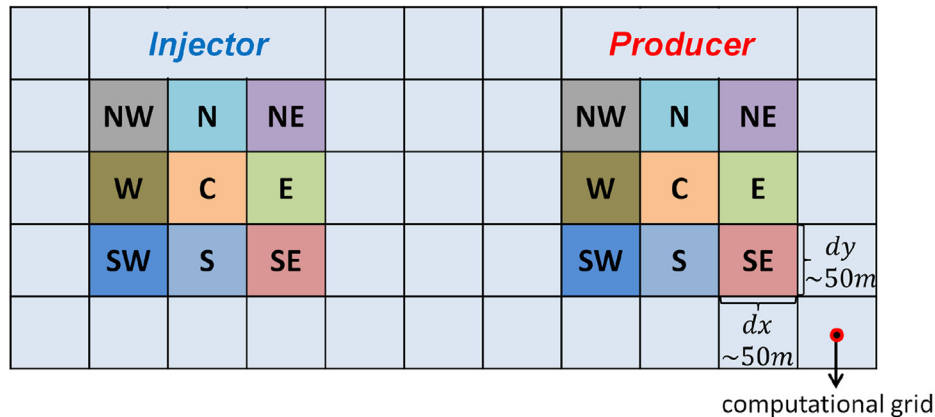 Injector Producer
NW N NE NW N NE
W C E W C E
SW S SE SW S SE
dy
~50m
dx
~50m
computational grid